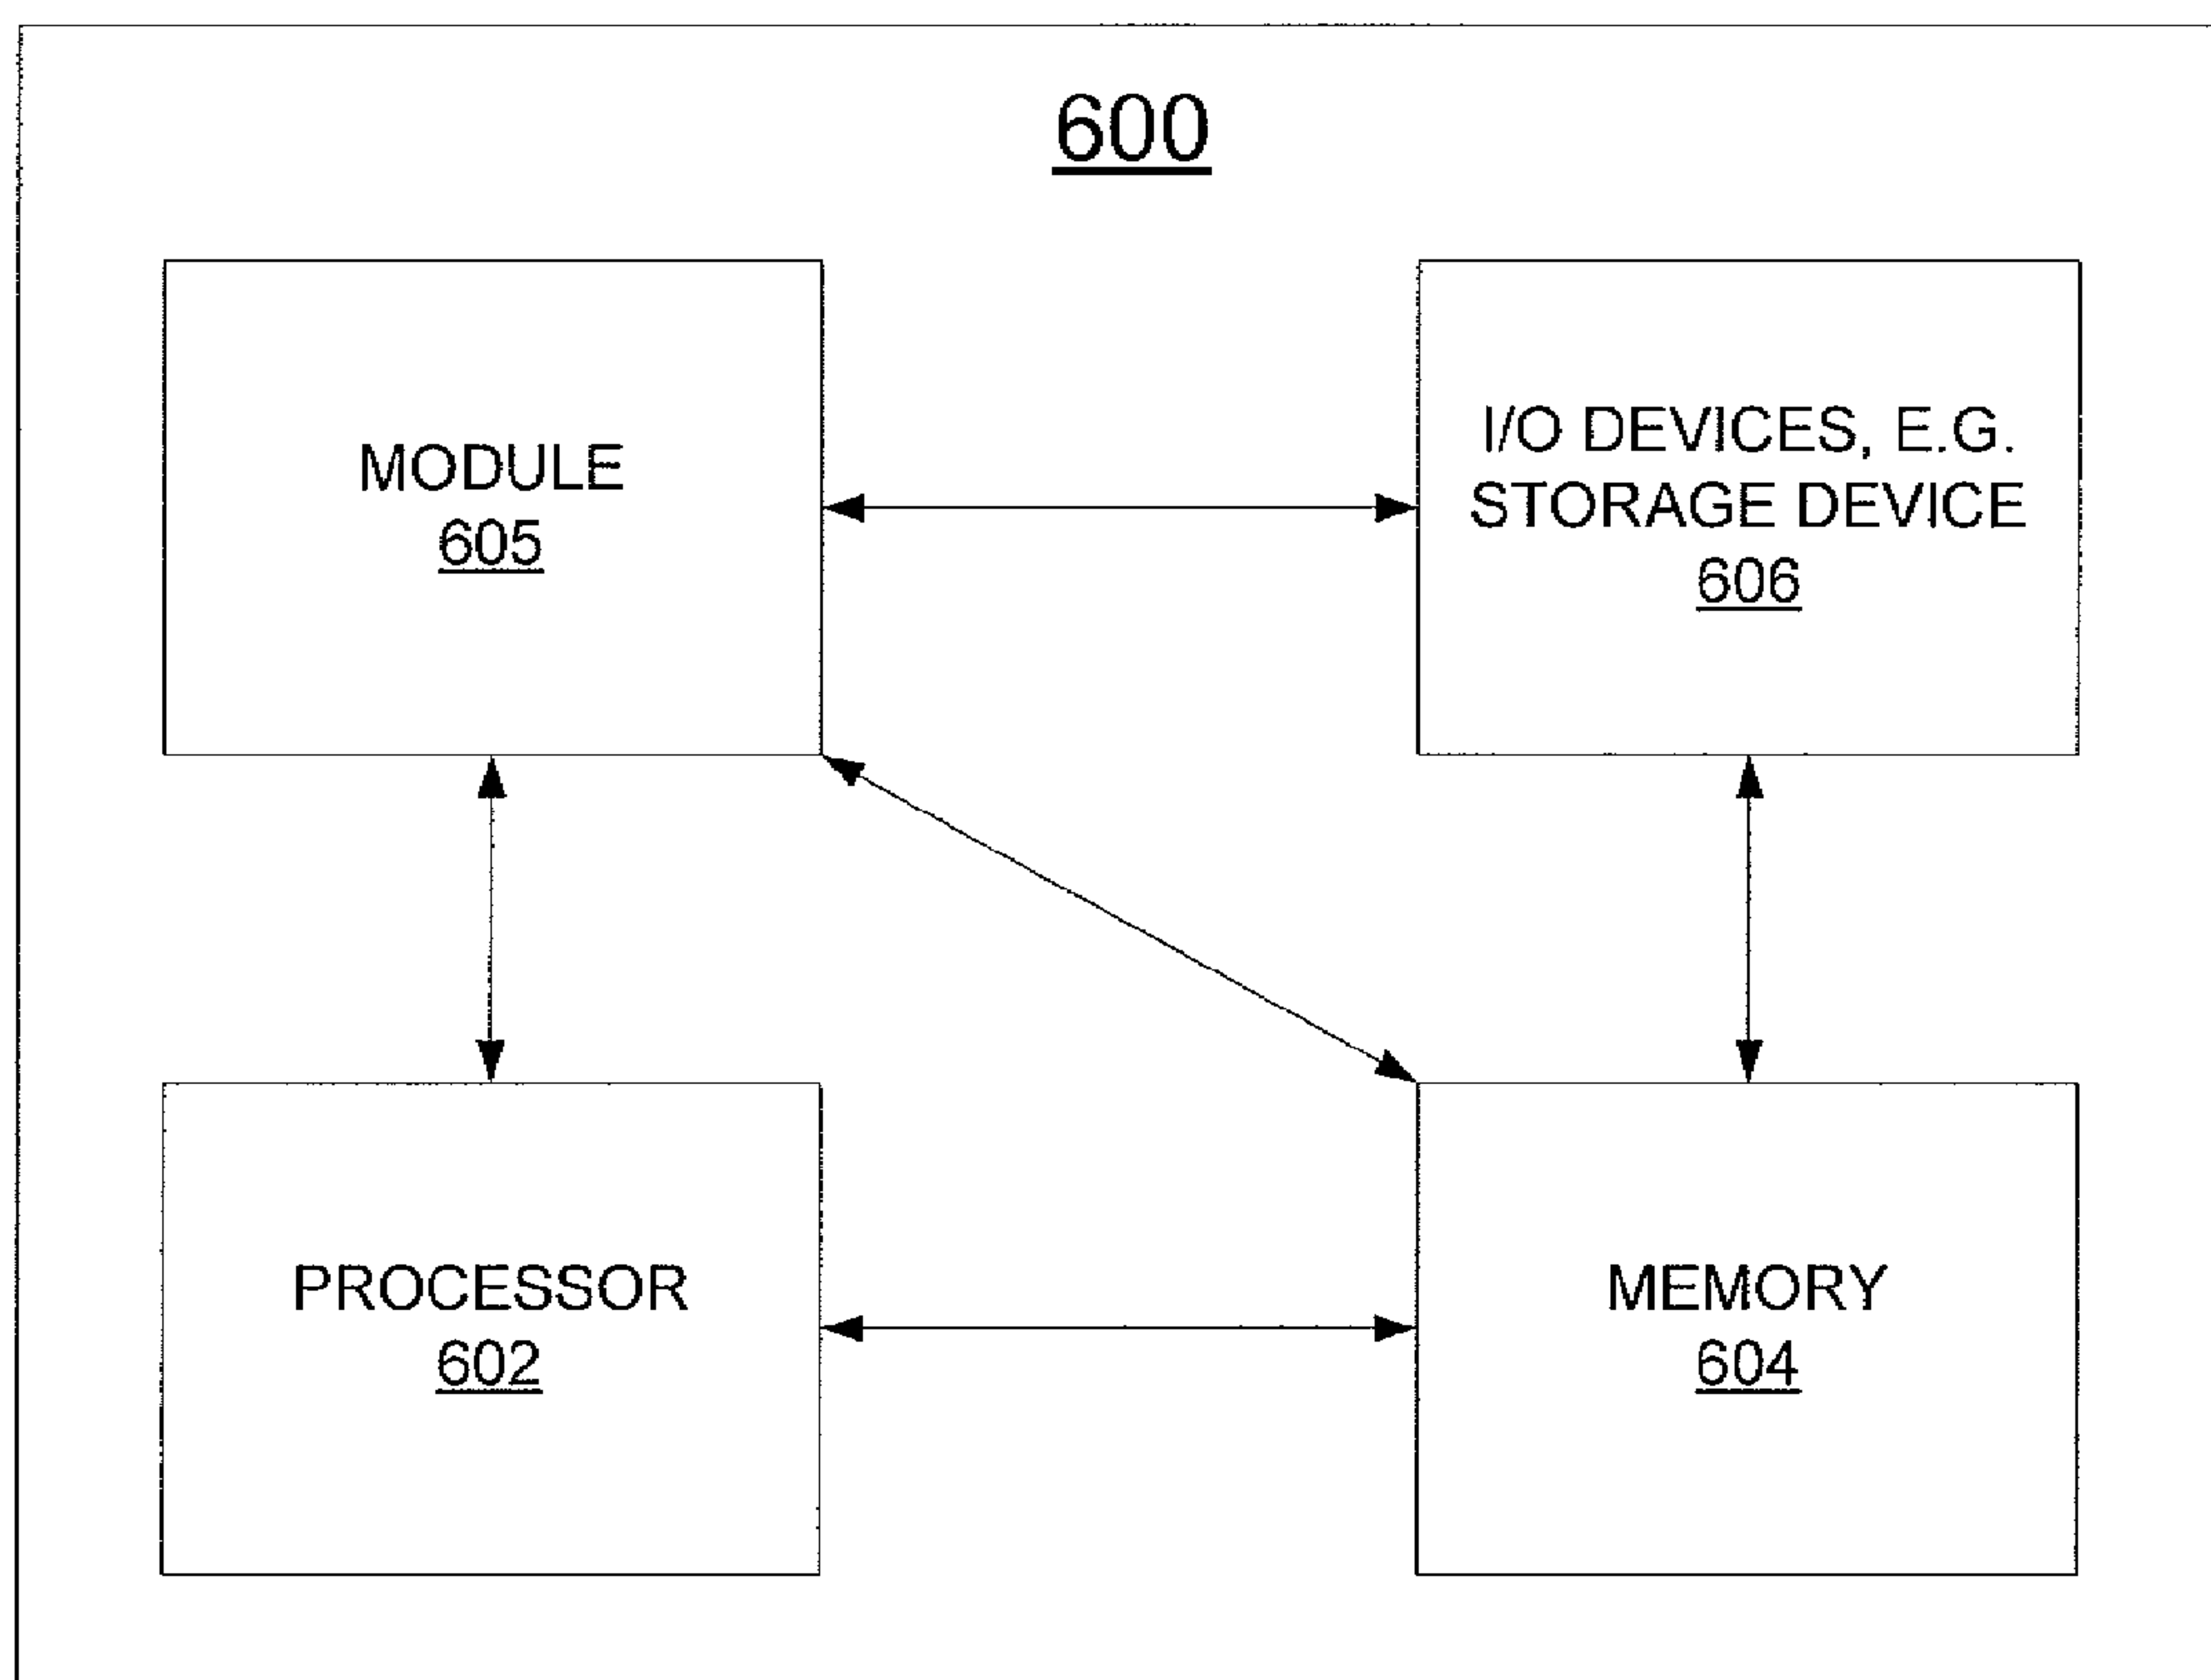 600
MODULE
605
I/O DEVICES, E.G.
STORAGE DEVICE
606
PROCESSOR
602
MEMORY
604